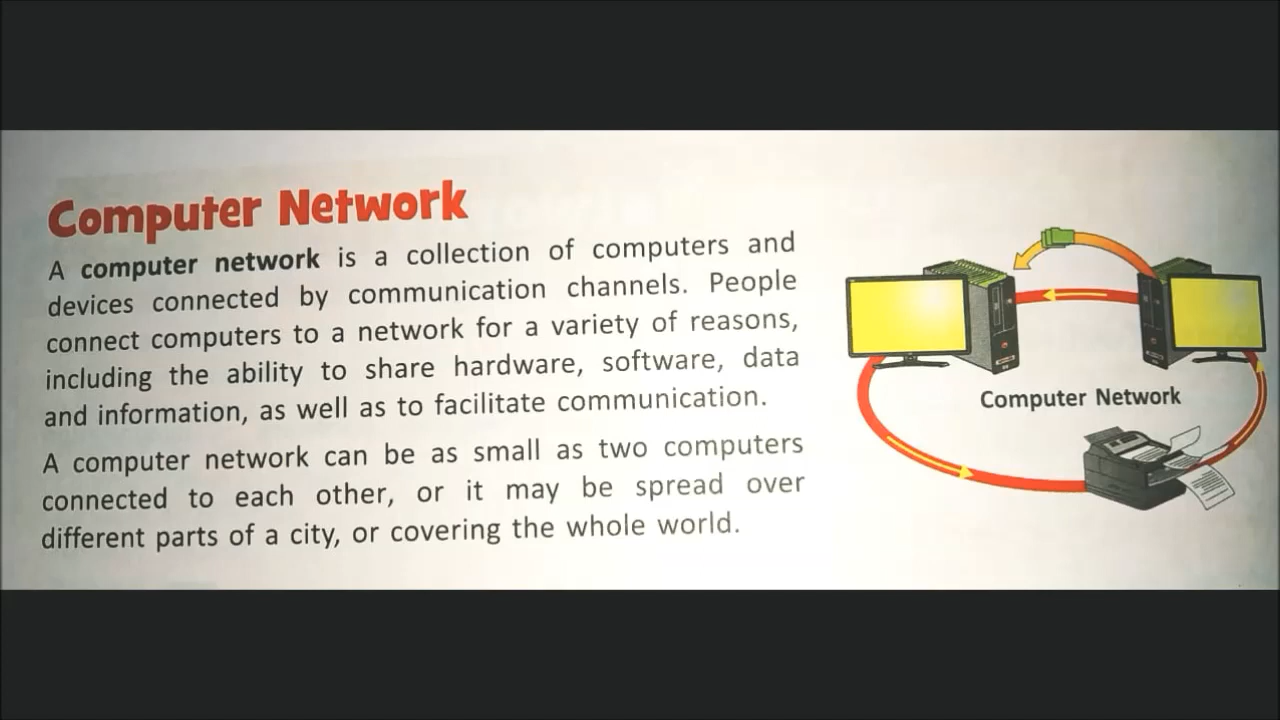 Computer Network
A computer network is a collection of computers and
devices connected by communication channels. People
connect computers to a network for a variety of reasons,
including the ability to share hardware, software, data
and information, as well as to facilitate communication.
A computer network can be as small as two computers
connected to each other, or it may be spread over
different parts of a city, or covering the whole world.
Computer Network